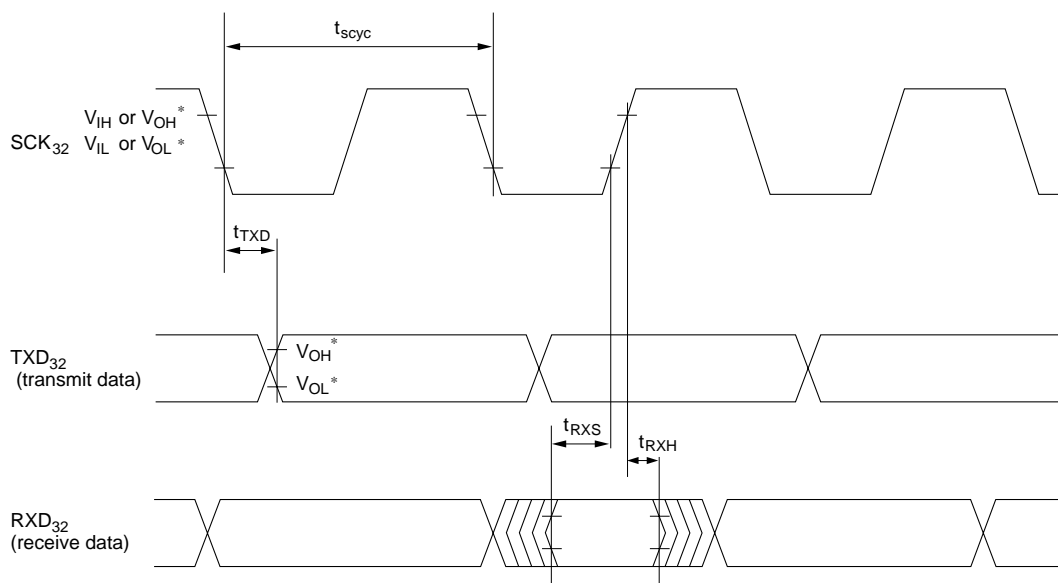 tscyc
VIH or VOH*
SCK32 VIL or VOL*
tTXD
TXD32
(transmit data)
VOH*
VOL*
tRXS
tRXH
RXD32
(receive data)